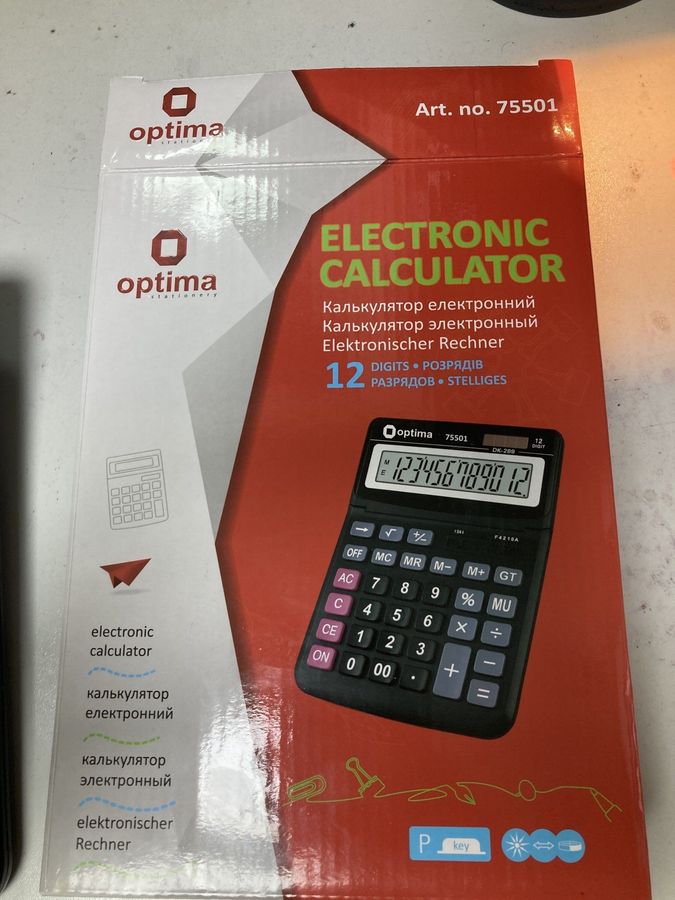 optima
stationery
Art. no. 75501
optima
stationery
ELECTRONIC
CALCULATOR
Калькулятор електронний
Калькулятор электронный
Elektronischer Rechner
12 DIGITS • РОЗРЯДІВ
РАЗРЯДОВ • STELLIGES
optima 75501
12
DIGIT
DK-289
M
E
123456789012
→ √ +/-
OFF MC MR M– M+ GT
AC 7 8 9 % MU
C 4 5 6 × ÷
CE 1 2 3 + –
ON 0 00 . =
electronic
calculator
калькулятор
електронний
калькулятор
электронный
elektronischer
Rechner
P key